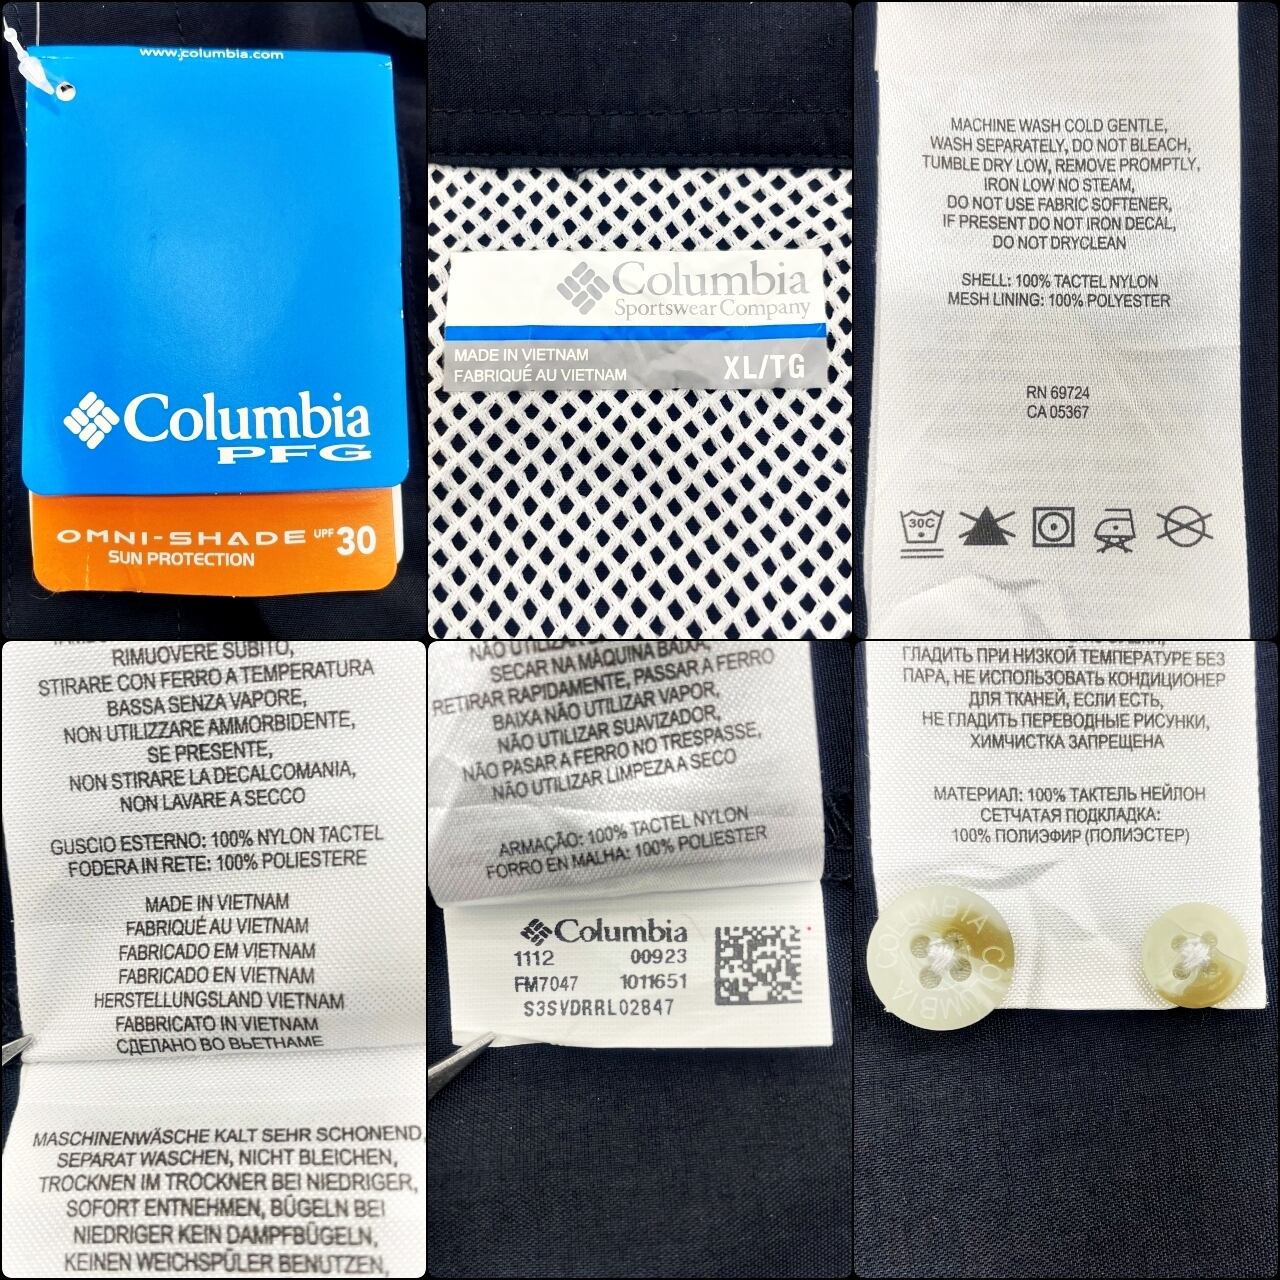 www.columbia.com
Columbia
PFG
OMNI-SHADE UPF 30
SUN PROTECTION
Columbia
Sportswear Company
MADE IN VIETNAM
FABRIQUÉ AU VIETNAM
XL/TG
MACHINE WASH COLD GENTLE,
WASH SEPARATELY, DO NOT BLEACH,
TUMBLE DRY LOW, REMOVE PROMPTLY,
IRON LOW NO STEAM,
DO NOT USE FABRIC SOFTENER,
IF PRESENT DO NOT IRON DECAL,
DO NOT DRYCLEAN
SHELL: 100% TACTEL NYLON
MESH LINING: 100% POLYESTER
RN 69724
CA 05367
30C
RIMUOVERE SUBITO,
STIRARE CON FERRO A TEMPERATURA
BASSA SENZA VAPORE,
NON UTILIZZARE AMMORBIDENTE,
SE PRESENTE,
NON STIRARE LA DECALCOMANIA,
NON LAVARE A SECCO
GUSCIO ESTERNO: 100% NYLON TACTEL
FODERA IN RETE: 100% POLIESTERE
MADE IN VIETNAM
FABRIQUÉ AU VIETNAM
FABRICADO EM VIETNAM
FABRICADO EN VIETNAM
HERSTELLUNGSLAND VIETNAM
FABBRICATO IN VIETNAM
СДЕЛАНО ВО ВЬЕТНАМЕ
MASCHINENWÄSCHE KALT SEHR SCHONEND,
SEPARAT WASCHEN, NICHT BLEICHEN,
TROCKNEN IM TROCKNER BEI NIEDRIGER,
SOFORT ENTNEHMEN, BÜGELN BEI
NIEDRIGER KEIN DAMPFBÜGELN,
KEINEN WEICHSPÜLER BENUTZEN,
NÃO UTILIZAR
SECAR NA MÁQUINA BAIXA,
RETIRAR RAPIDAMENTE, PASSAR A FERRO
BAIXA NÃO UTILIZAR VAPOR,
NÃO UTILIZAR SUAVIZADOR,
NÃO PASAR A FERRO NO TRESPASSE,
NÃO UTILIZAR LIMPEZA A SECO
ARMAÇÃO: 100% TACTEL NYLON
FORRO EN MALHA: 100% POLIESTER
Columbia
1112 00923
FM7047 1011651
S3SVDRRL02847
ГЛАДИТЬ ПРИ НИЗКОЙ ТЕМПЕРАТУРЕ БЕЗ
ПАРА, НЕ ИСПОЛЬЗОВАТЬ КОНДИЦИОНЕР
ДЛЯ ТКАНЕЙ, ЕСЛИ ЕСТЬ,
НЕ ГЛАДИТЬ ПЕРЕВОДНЫЕ РИСУНКИ,
ХИМЧИСТКА ЗАПРЕЩЕНА
МАТЕРИАЛ: 100% ТАКТЕЛЬ НЕЙЛОН
СЕТЧАТАЯ ПОДКЛАДКА:
100% ПОЛИЭФИР (ПОЛИЭСТЕР)
COLUMBIA COLUMBIA